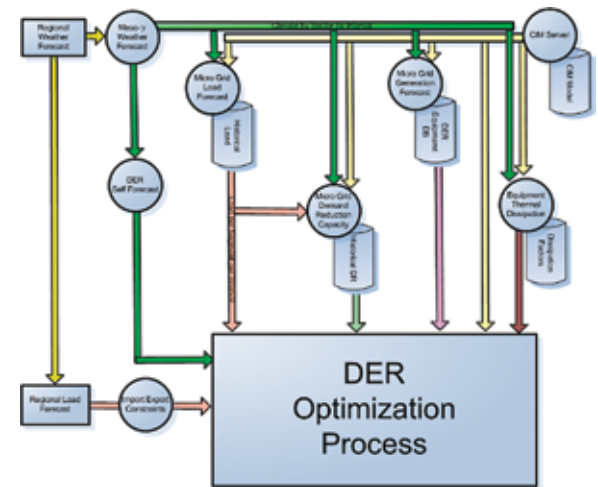 Regional
Weather
Forecast
Weather
Forecast
CIM Server
CIM Model
Micro Grid
Load
Forecast
Historical
Load
Micro Grid
Generation
Forecast
DER
Equipment
DB
DER
Self Forecast
Micro Grid
Demand
Reduction
Capacity
Historical DR
Equipment
Thermal
Dissipation
Dissipation
Factors
Regional Load
Forecast
Import Export
Constraints
DER
Optimization
Process